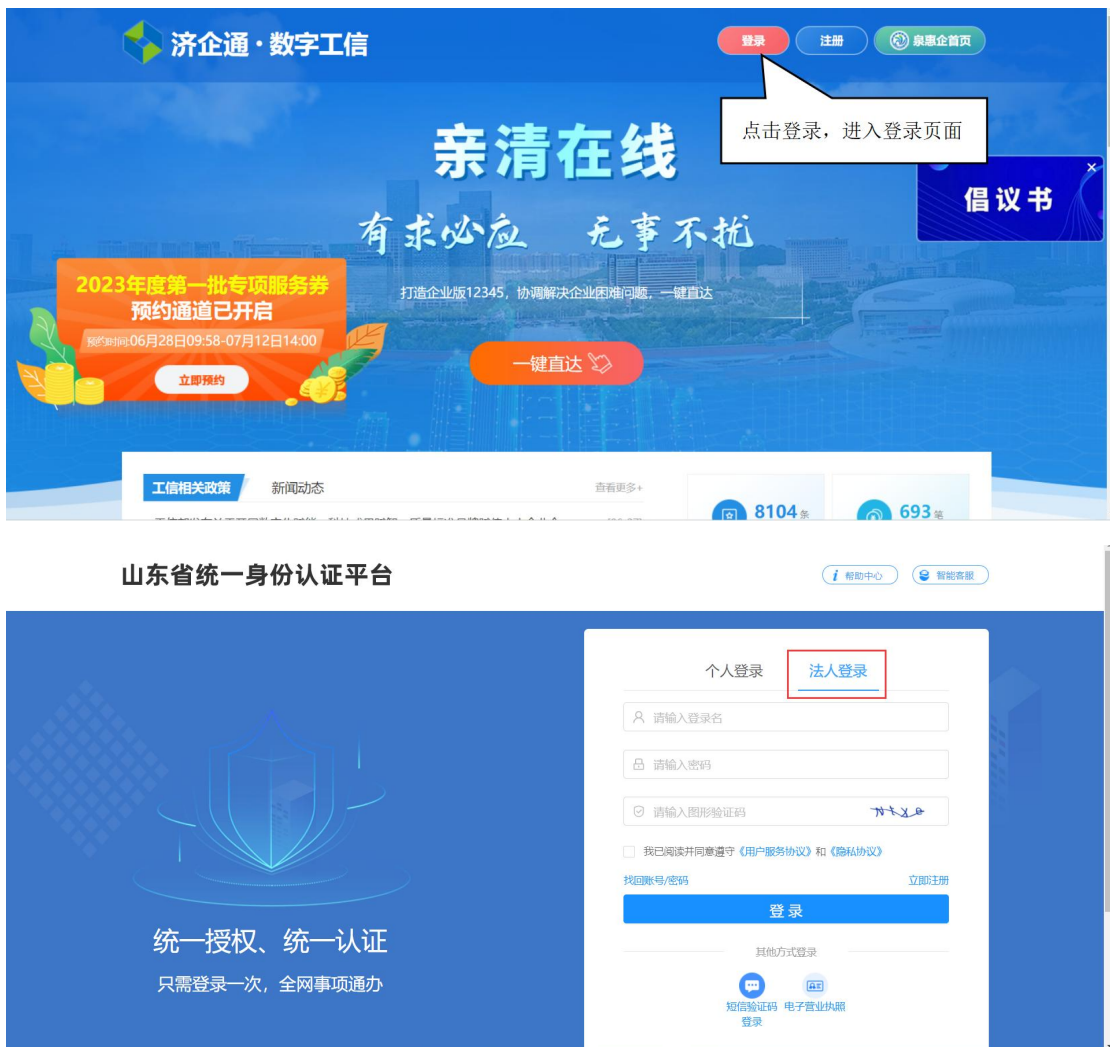 济企通·数字工信
登录
注册
泉惠企首页
点击登录，进入登录页面
亲清在线
倡议书
有求必应 无事不扰
2023年度第一批专项服务券
预约通道已开启
预约时间:06月28日09:58-07月12日14:00
立即预约
打造企业版12345，协调解决企业困难问题，一键直达
一键直达
工信相关政策
新闻动态
查看更多+
8104条
693笔
山东省统一身份认证平台
帮助中心
智能客服
个人登录
法人登录
请输入登录名
请输入密码
请输入图形验证码
我已阅读并同意遵守《用户服务协议》和《隐私协议》
找回账号/密码
立即注册
登录
其他方式登录
短信验证码
登录
电子营业执照
统一授权、统一认证
只需登录一次，全网事项通办